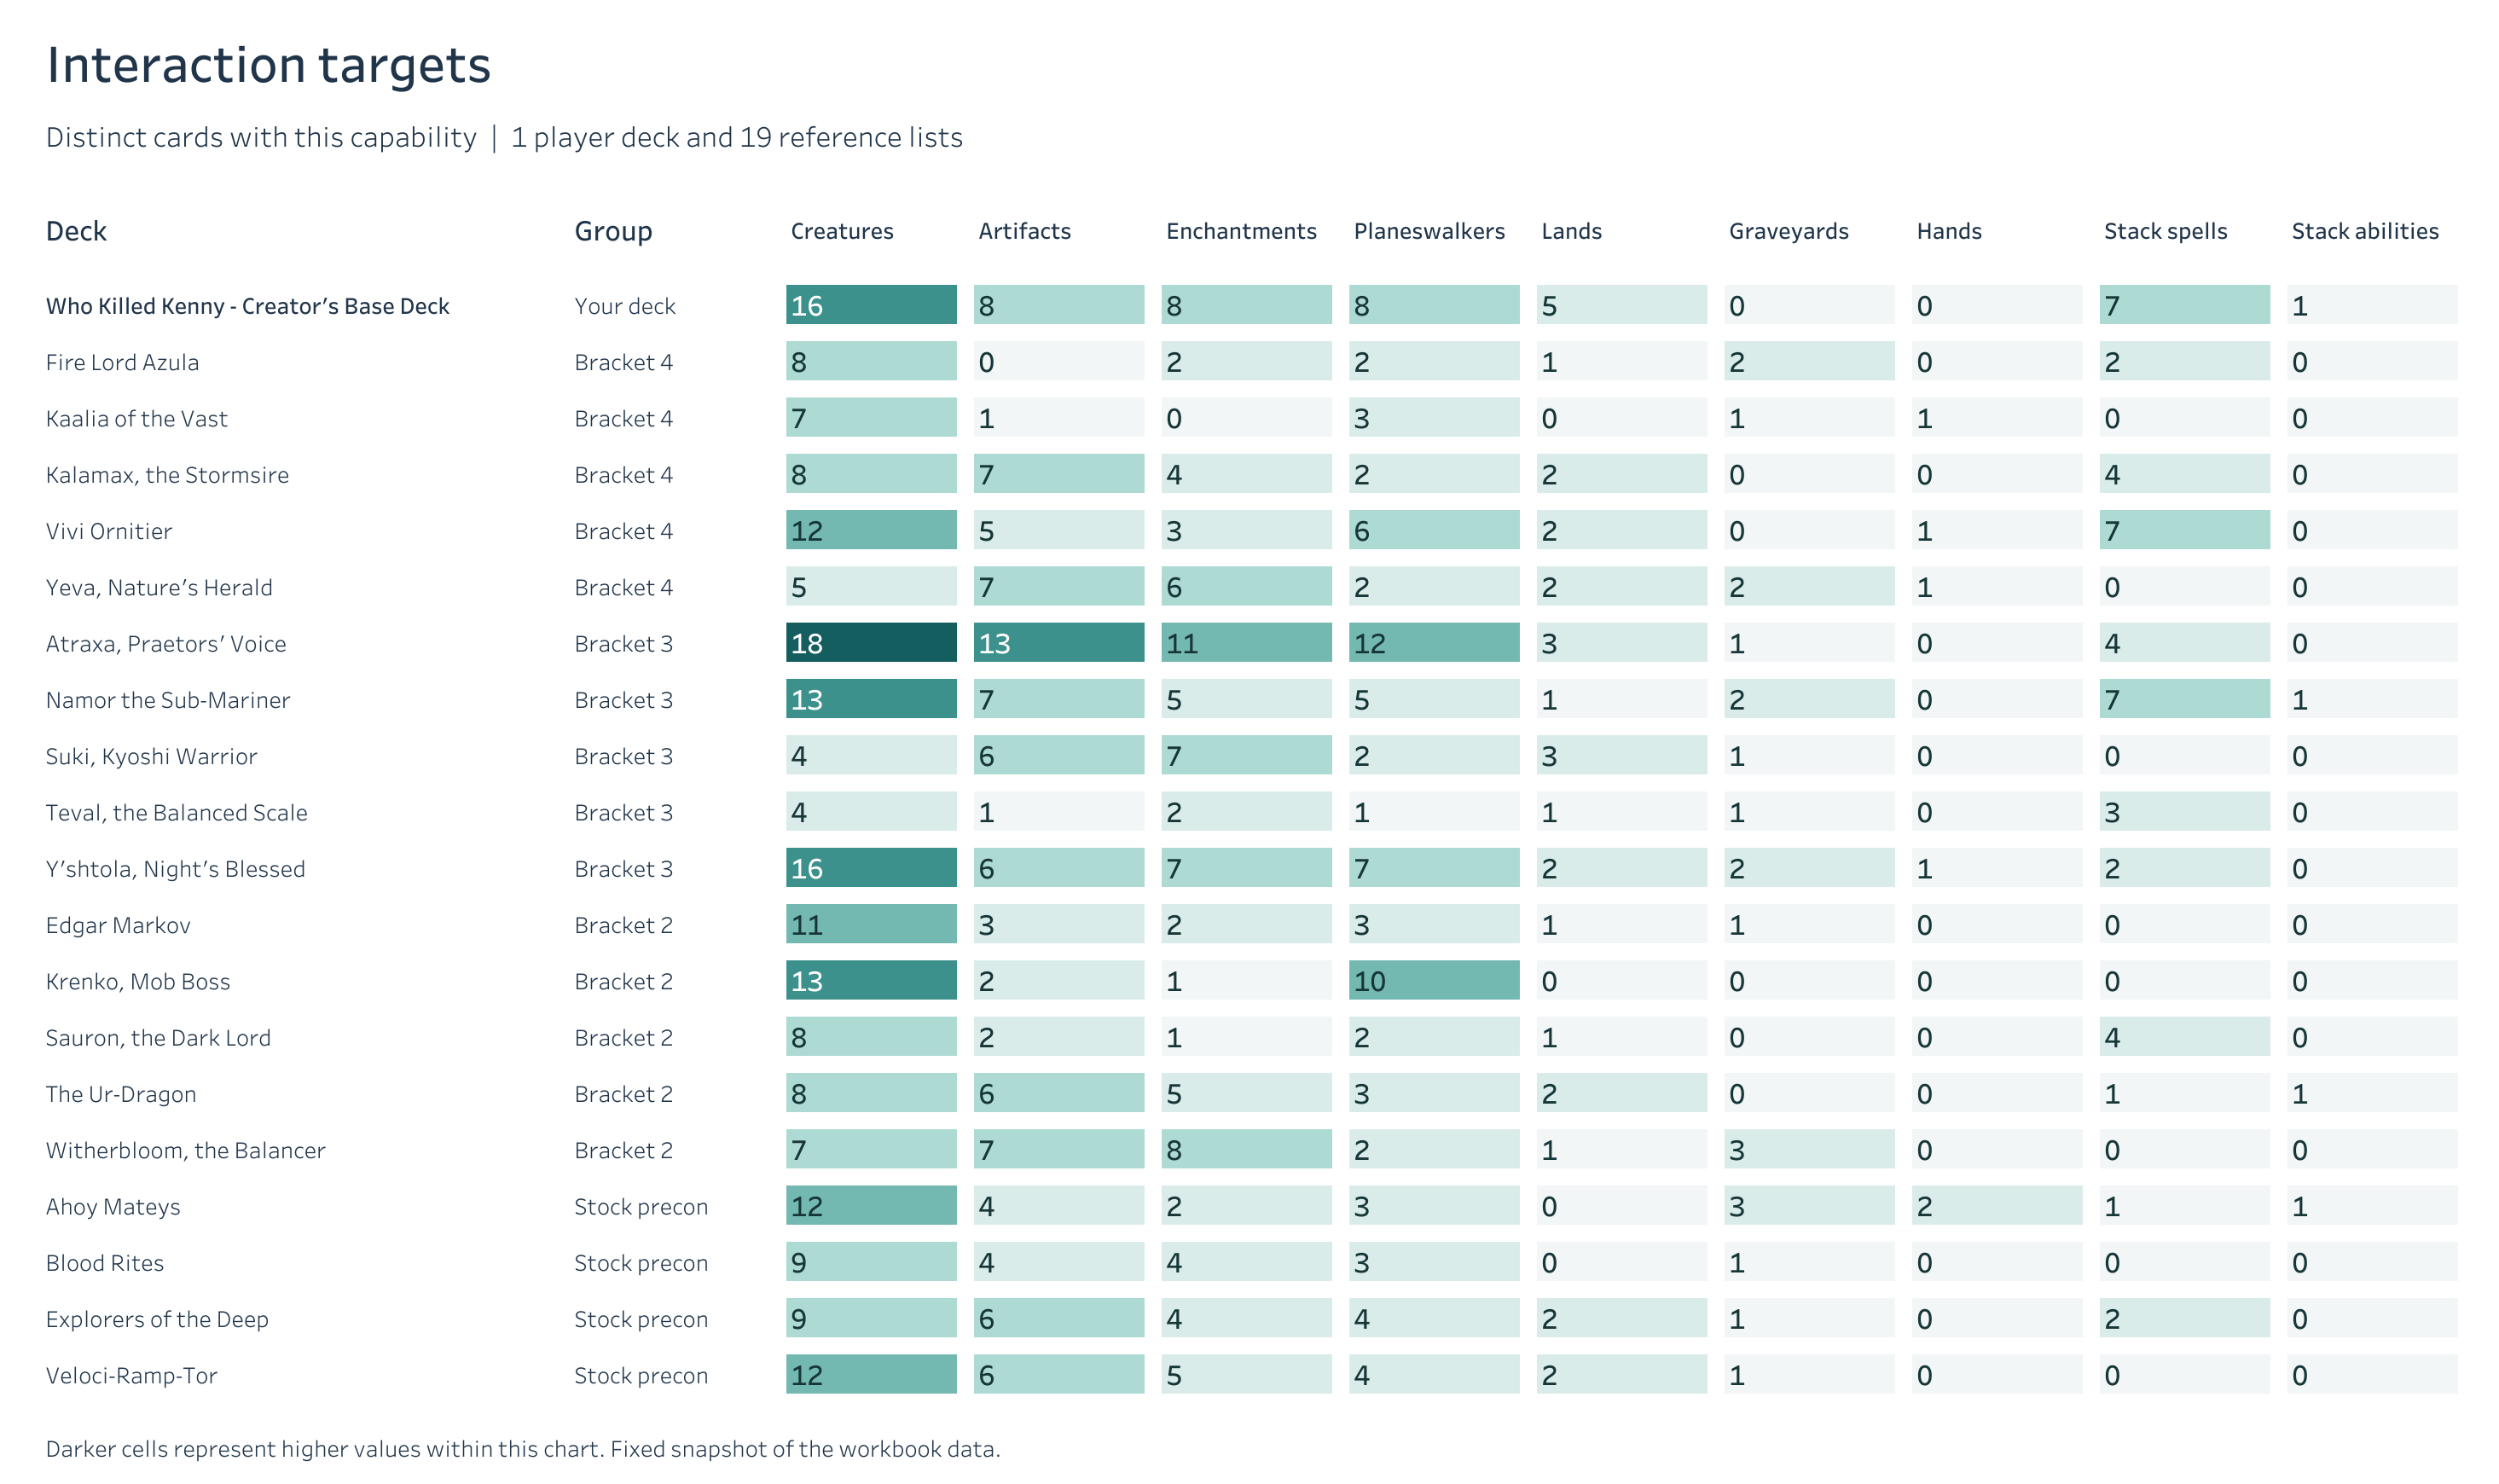 Interaction targets
Distinct cards with this capability | 1 player deck and 19 reference lists
Deck Group Creatures Artifacts Enchantments Planeswalkers Lands Graveyards Hands Stack spells Stack abilities
Who Killed Kenny - Creator’s Base Deck Your deck 16 8 8 8 5 0 0 7 1
Fire Lord Azula Bracket 4 8 0 2 2 1 2 0 2 0
Kaalia of the Vast Bracket 4 7 1 0 3 0 1 1 0 0
Kalamax, the Stormsire Bracket 4 8 7 4 2 2 0 0 4 0
Vivi Ornitier Bracket 4 12 5 3 6 2 0 1 7 0
Yeva, Nature’s Herald Bracket 4 5 7 6 2 2 2 1 0 0
Atraxa, Praetors’ Voice Bracket 3 18 13 11 12 3 1 0 4 0
Namor the Sub-Mariner Bracket 3 13 7 5 5 1 2 0 7 1
Suki, Kyoshi Warrior Bracket 3 4 6 7 2 3 1 0 0 0
Teval, the Balanced Scale Bracket 3 4 1 2 1 1 1 0 3 0
Y’shtola, Night’s Blessed Bracket 3 16 6 7 7 2 2 1 2 0
Edgar Markov Bracket 2 11 3 2 3 1 1 0 0 0
Krenko, Mob Boss Bracket 2 13 2 1 10 0 0 0 0 0
Sauron, the Dark Lord Bracket 2 8 2 1 2 1 0 0 4 0
The Ur-Dragon Bracket 2 8 6 5 3 2 0 0 1 1
Witherbloom, the Balancer Bracket 2 7 7 8 2 1 3 0 0 0
Ahoy Mateys Stock precon 12 4 2 3 0 3 2 1 1
Blood Rites Stock precon 9 4 4 3 0 1 0 0 0
Explorers of the Deep Stock precon 9 6 4 4 2 1 0 2 0
Veloci-Ramp-Tor Stock precon 12 6 5 4 2 1 0 0 0
Darker cells represent higher values within this chart. Fixed snapshot of the workbook data.